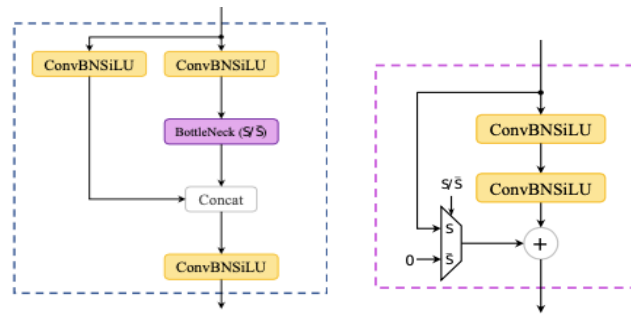 ConvBNSiLU
ConvBNSiLU
BottleNeck (S/S̅)
Concat
ConvBNSiLU
ConvBNSiLU
ConvBNSiLU
S/S̅
S
S̅
0
+